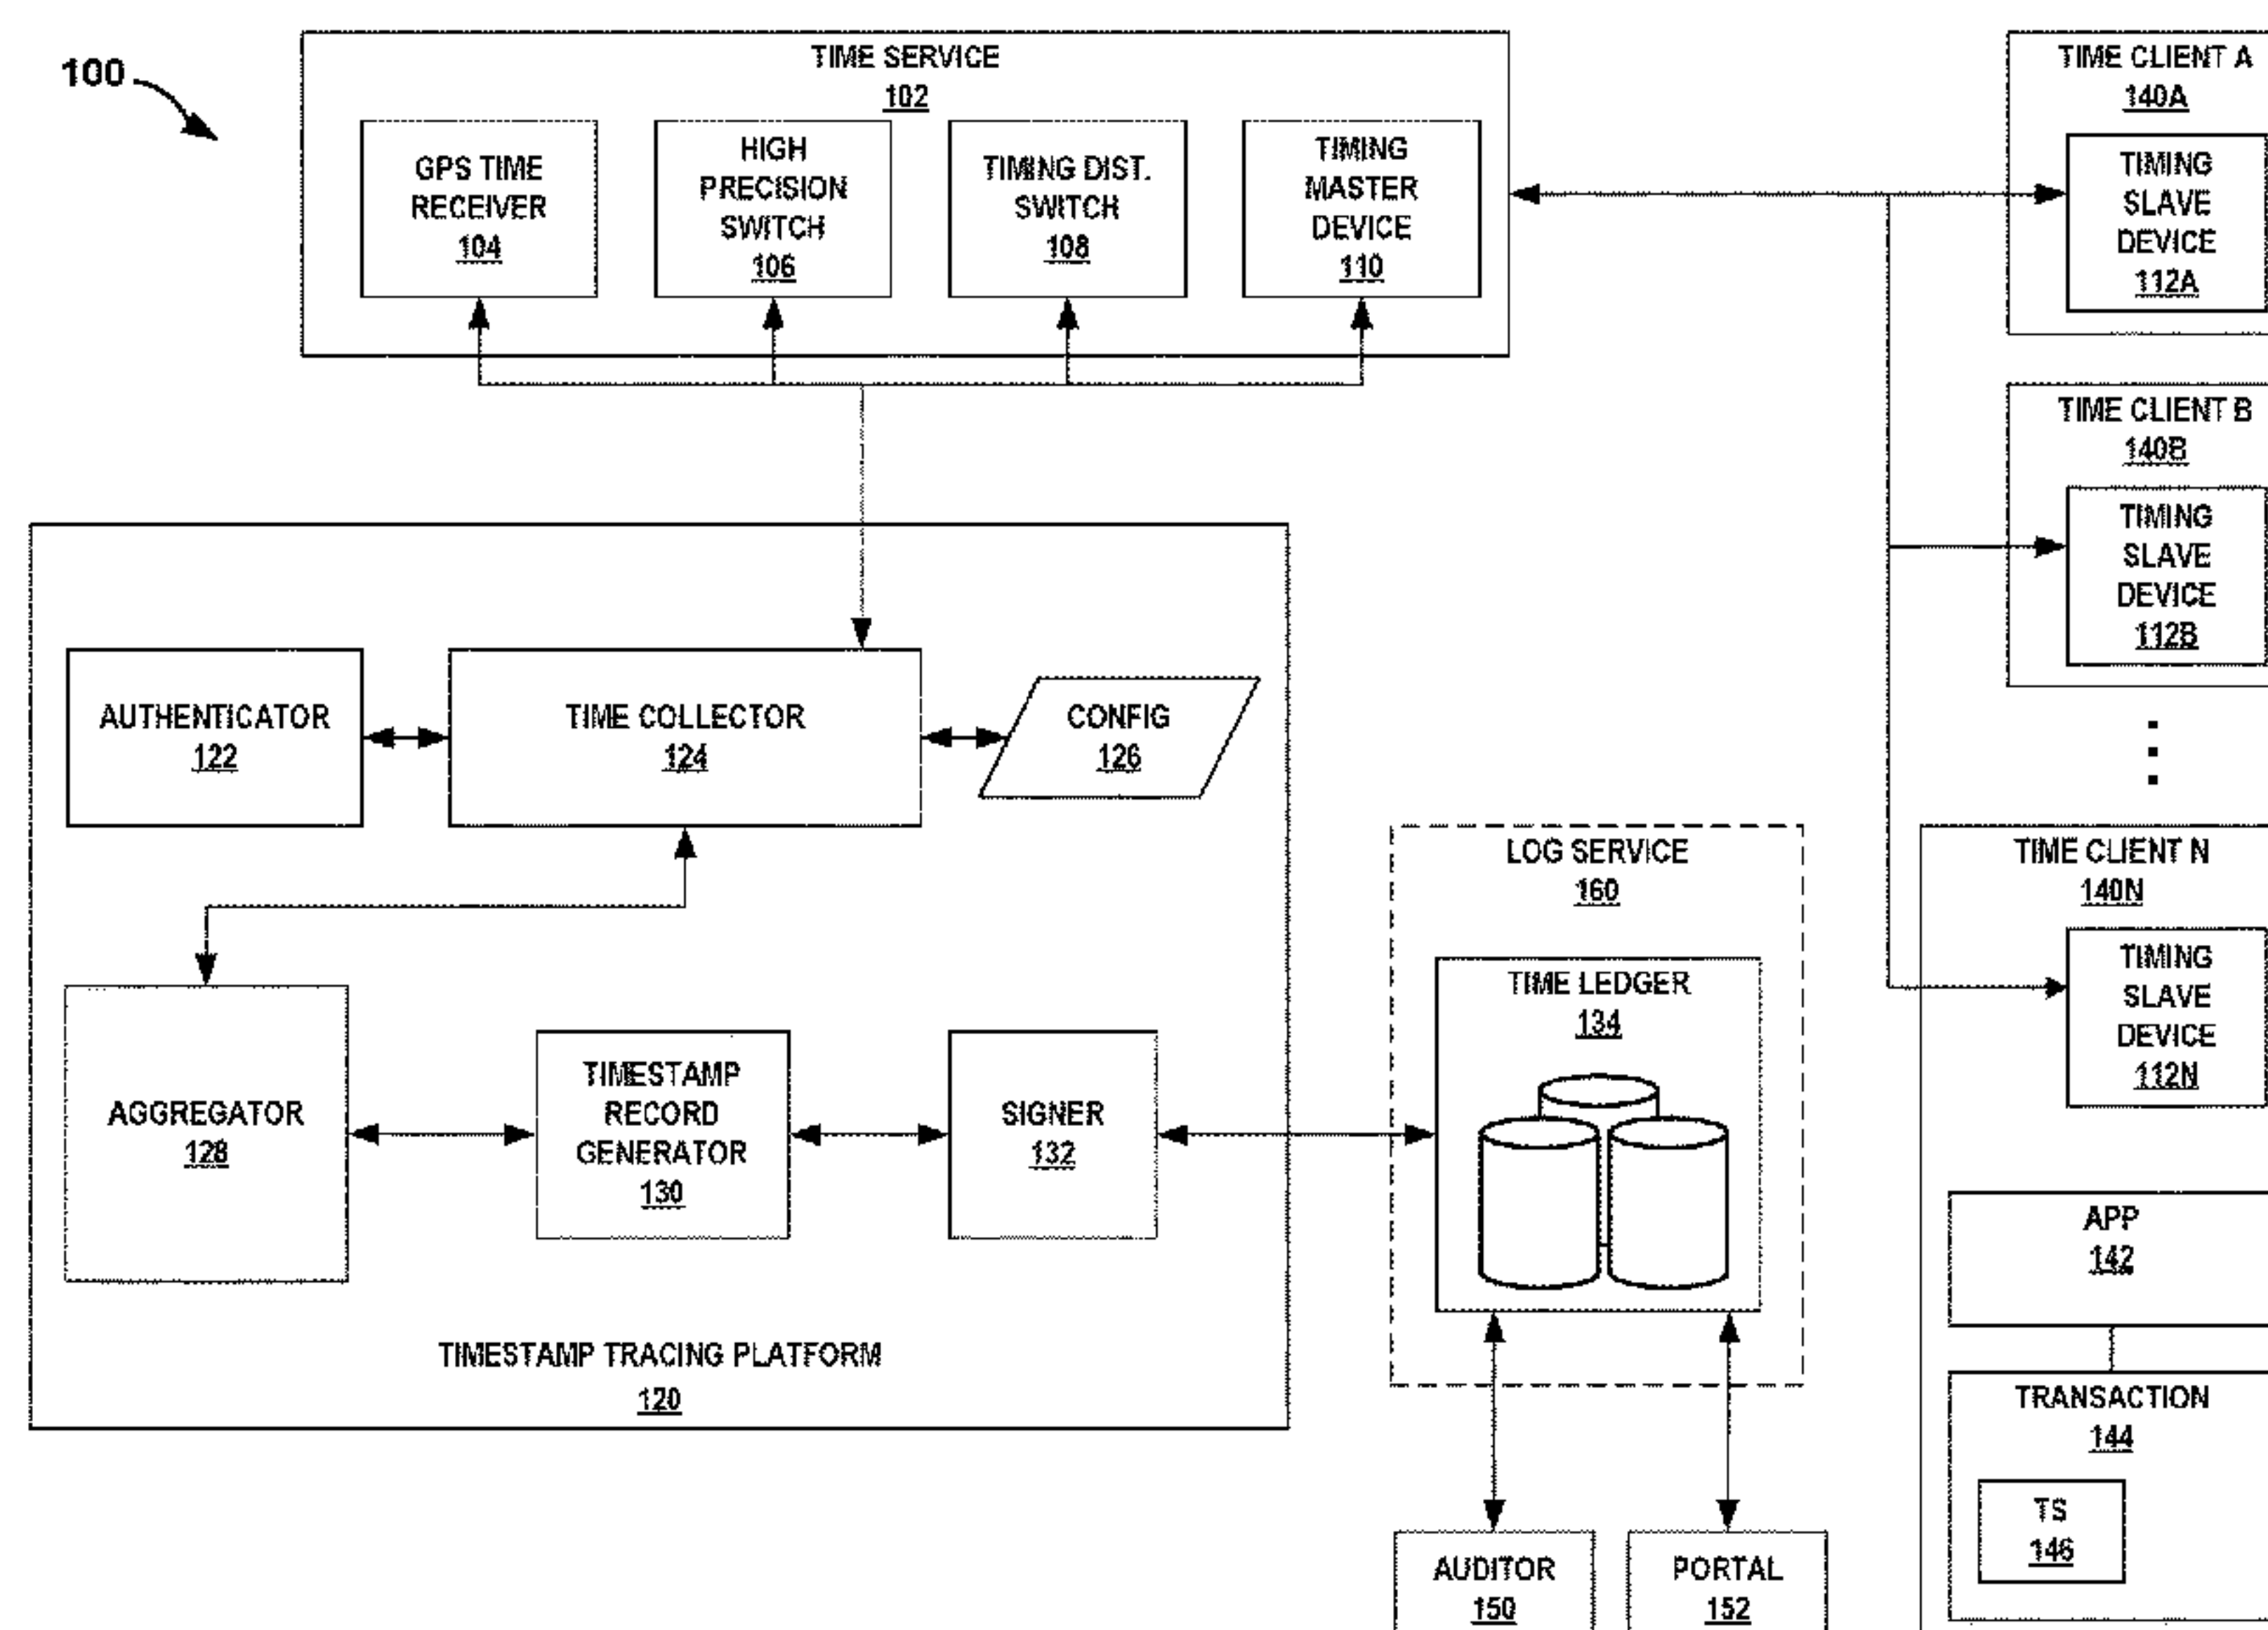 100
TIME SERVICE
102
GPS TIME
RECEIVER
104
HIGH
PRECISION
SWITCH
106
TIMING DIST.
SWITCH
108
TIMING
MASTER
DEVICE
110
TIME CLIENT A
140A
TIMING
SLAVE
DEVICE
112A
TIME CLIENT B
140B
TIMING
SLAVE
DEVICE
112B
AUTHENTICATOR
122
TIME COLLECTOR
124
CONFIG
126
AGGREGATOR
128
TIMESTAMP
RECORD
GENERATOR
130
SIGNER
132
TIMESTAMP TRACING PLATFORM
120
LOG SERVICE
160
TIME LEDGER
134
AUDITOR
150
PORTAL
152
TIME CLIENT N
140N
TIMING
SLAVE
DEVICE
112N
APP
142
TRANSACTION
144
TS
146